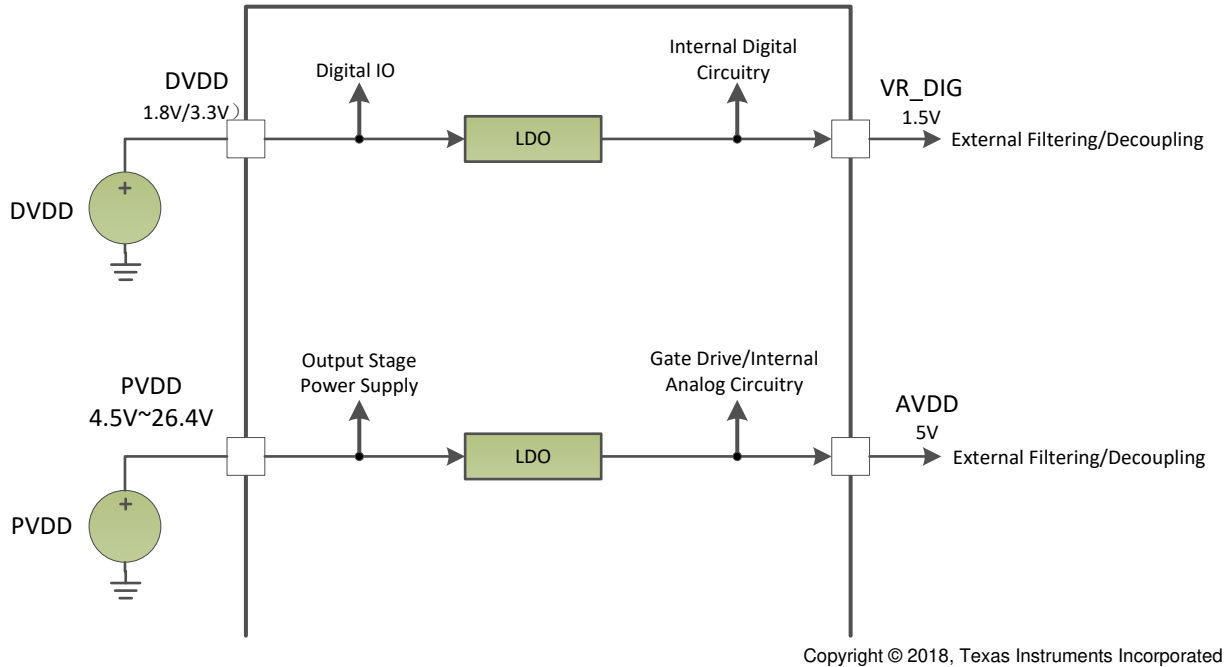 Digital IO
Internal Digital
Circuitry
DVDD
1.8V/3.3V）
VR_DIG
1.5V
LDO
External Filtering/Decoupling
+
DVDD
Output Stage
Power Supply
Gate Drive/Internal
Analog Circuitry
PVDD
4.5V~26.4V
AVDD
5V
LDO
External Filtering/Decoupling
+
PVDD
Copyright © 2018, Texas Instruments Incorporated